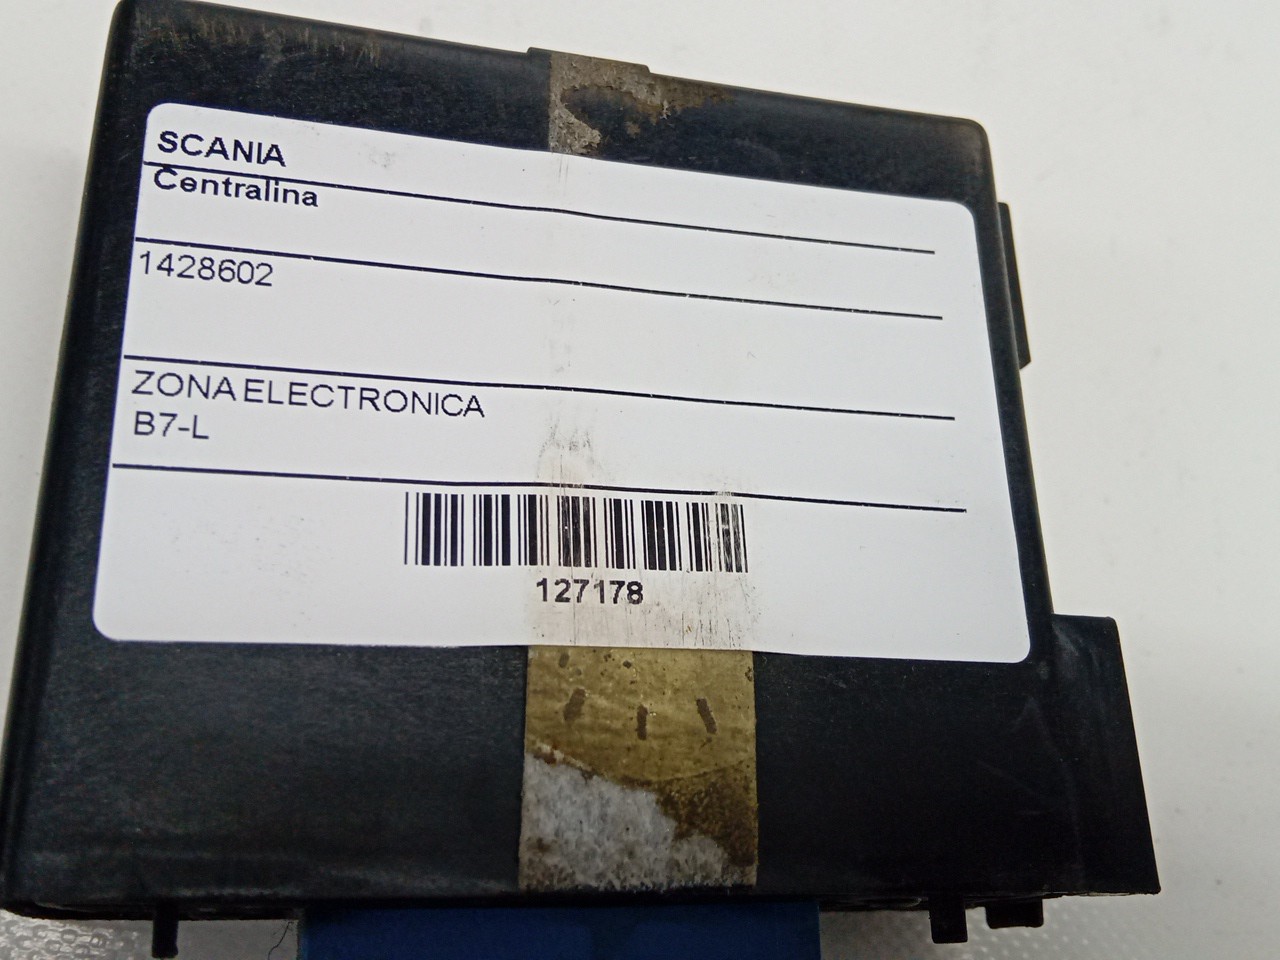 SCANIA
Centralina
1428602
ZONA ELECTRONICA
B7-L
127178